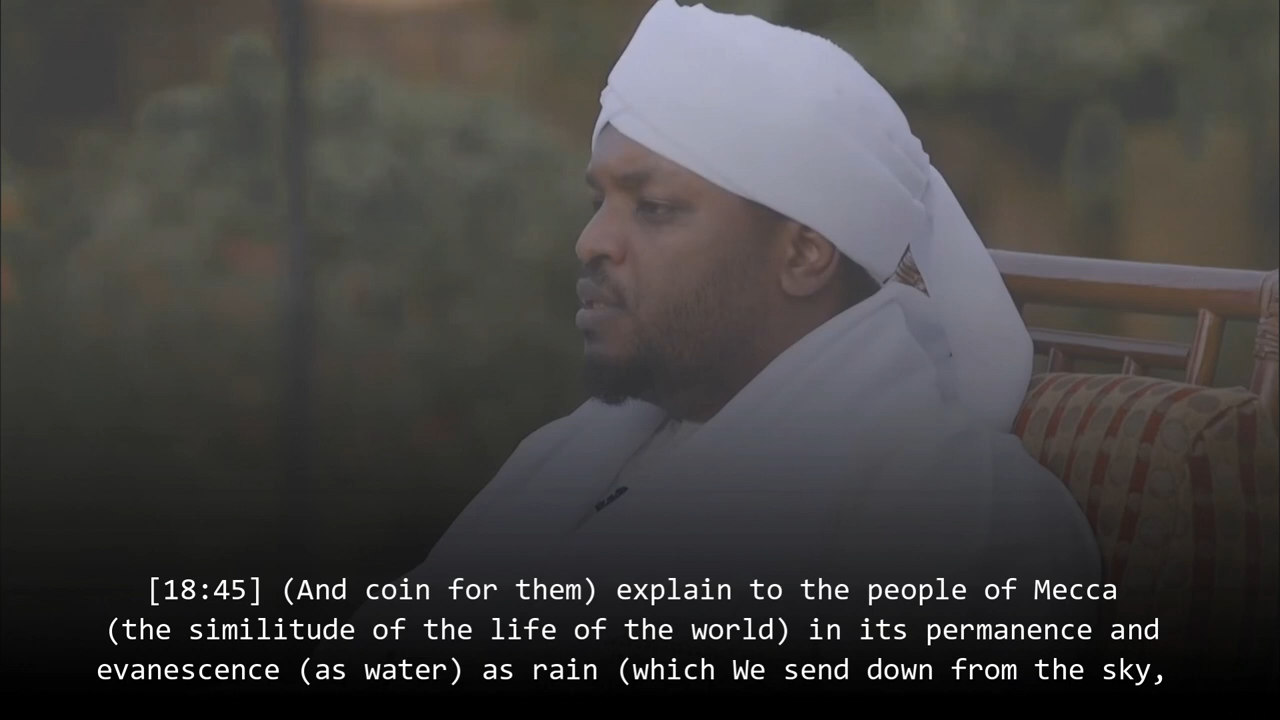 [18:45] (And coin for them) explain to the people of Mecca
(the similitude of the life of the world) in its permanence and
evanescence (as water) as rain (which We send down from the sky,